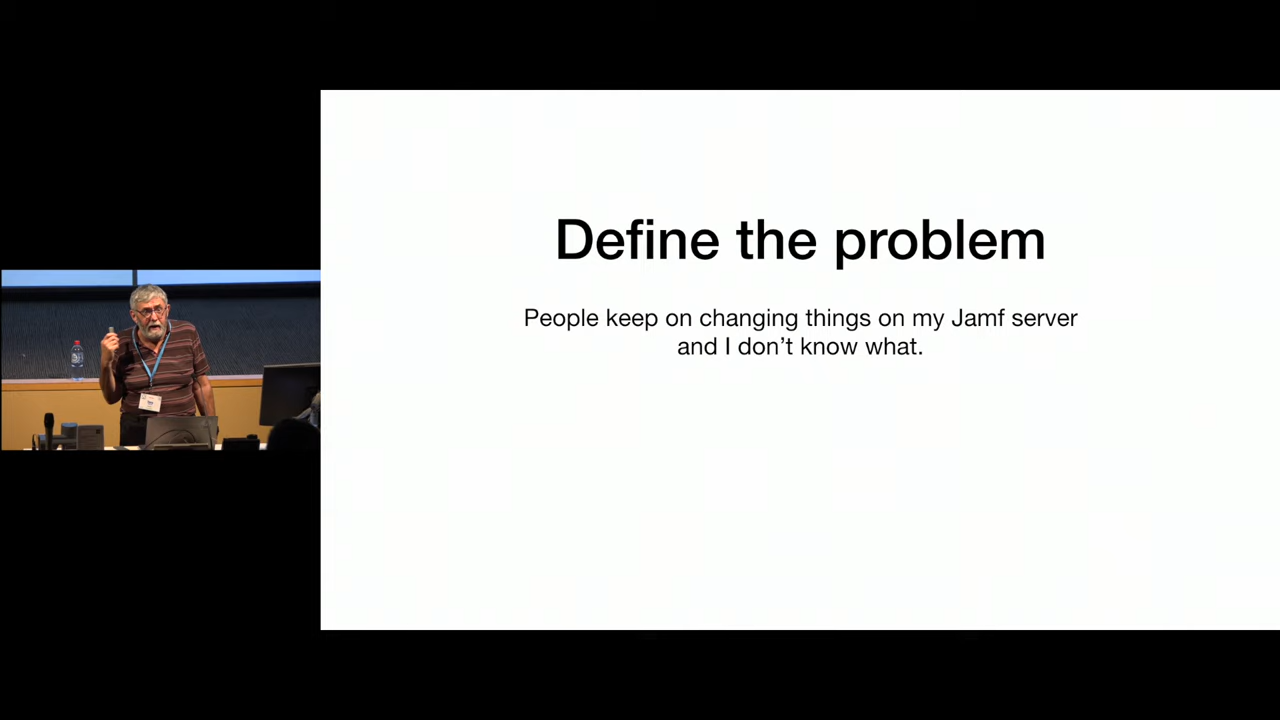 Define the problem
People keep on changing things on my Jamf server
and I don’t know what.